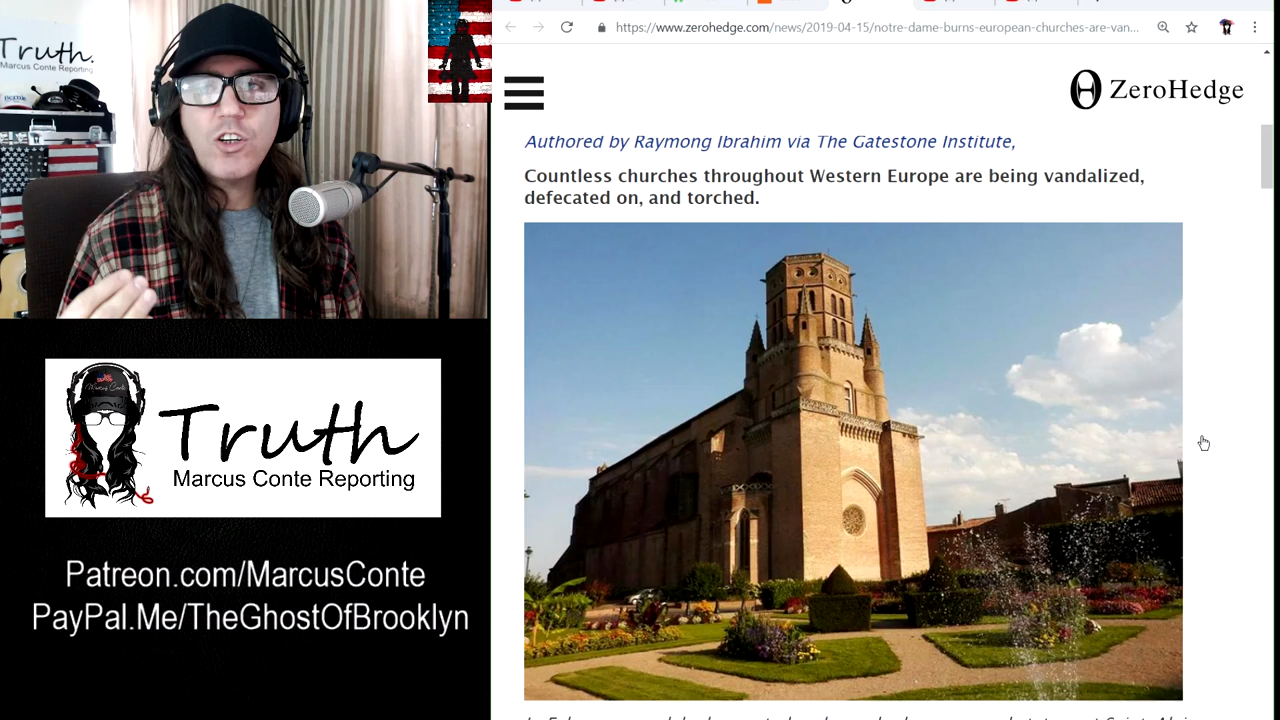 Truth.
Marcus Conte Reporting
https://www.zerohedge.com/news/2019-04-15/notre-dame-burns-european-churches-are-van...
ZeroHedge
Authored by Raymong Ibrahim via The Gatestone Institute,
Countless churches throughout Western Europe are being vandalized,
defecated on, and torched.
Truth
Marcus Conte Reporting
Patreon.com/MarcusConte
PayPal.Me/TheGhostOfBrooklyn